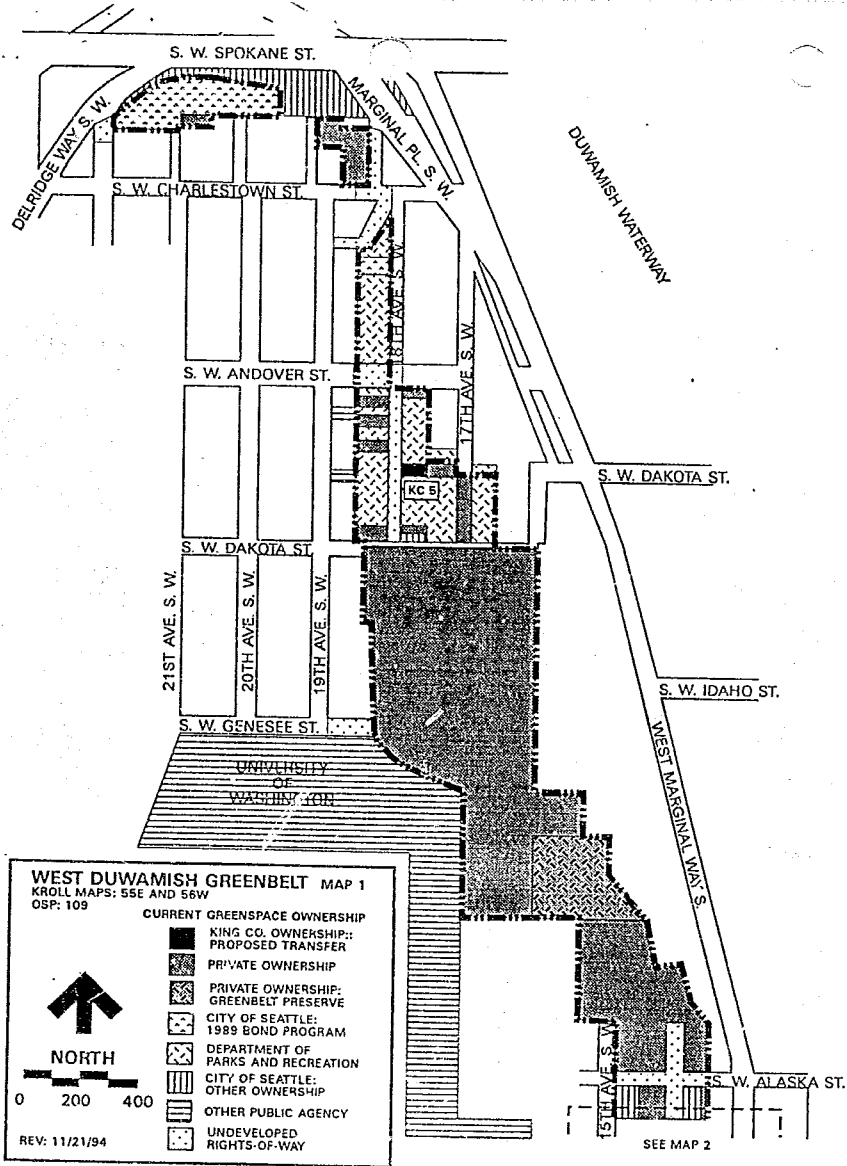 S. W. SPOKANE ST.
DELRIDGE WAY S. W.
MARGINAL PL. S. W.
DUWAMISH WATERWAY
S. W. CHARLESTOWN ST.
18TH AVE. S. W.
17TH AVE. S. W.
S. W. ANDOVER ST.
S. W. DAKOTA ST.
KC 5
S. W. DAKOTA ST.
21ST AVE. S. W.
20TH AVE. S. W.
19TH AVE. S. W.
S. W. IDAHO ST.
S. W. GENESEE ST.
UNIVERSITY
OF
WASHINGTON
WEST MARGINAL WAY S.
15TH AVE S. W.
S. W. ALASKA ST.
SEE MAP 2
WEST DUWAMISH GREENBELT MAP 1
KROLL MAPS: 55E AND 56W
OSP: 109
CURRENT GREENSPACE OWNERSHIP
KING CO. OWNERSHIP::
PROPOSED TRANSFER
PRIVATE OWNERSHIP
PRIVATE OWNERSHIP:
GREENBELT PRESERVE
CITY OF SEATTLE:
1989 BOND PROGRAM
DEPARTMENT OF
PARKS AND RECREATION
CITY OF SEATTLE:
OTHER OWNERSHIP
OTHER PUBLIC AGENCY
UNDEVELOPED
RIGHTS-OF-WAY
NORTH
0 200 400
REV: 11/21/94